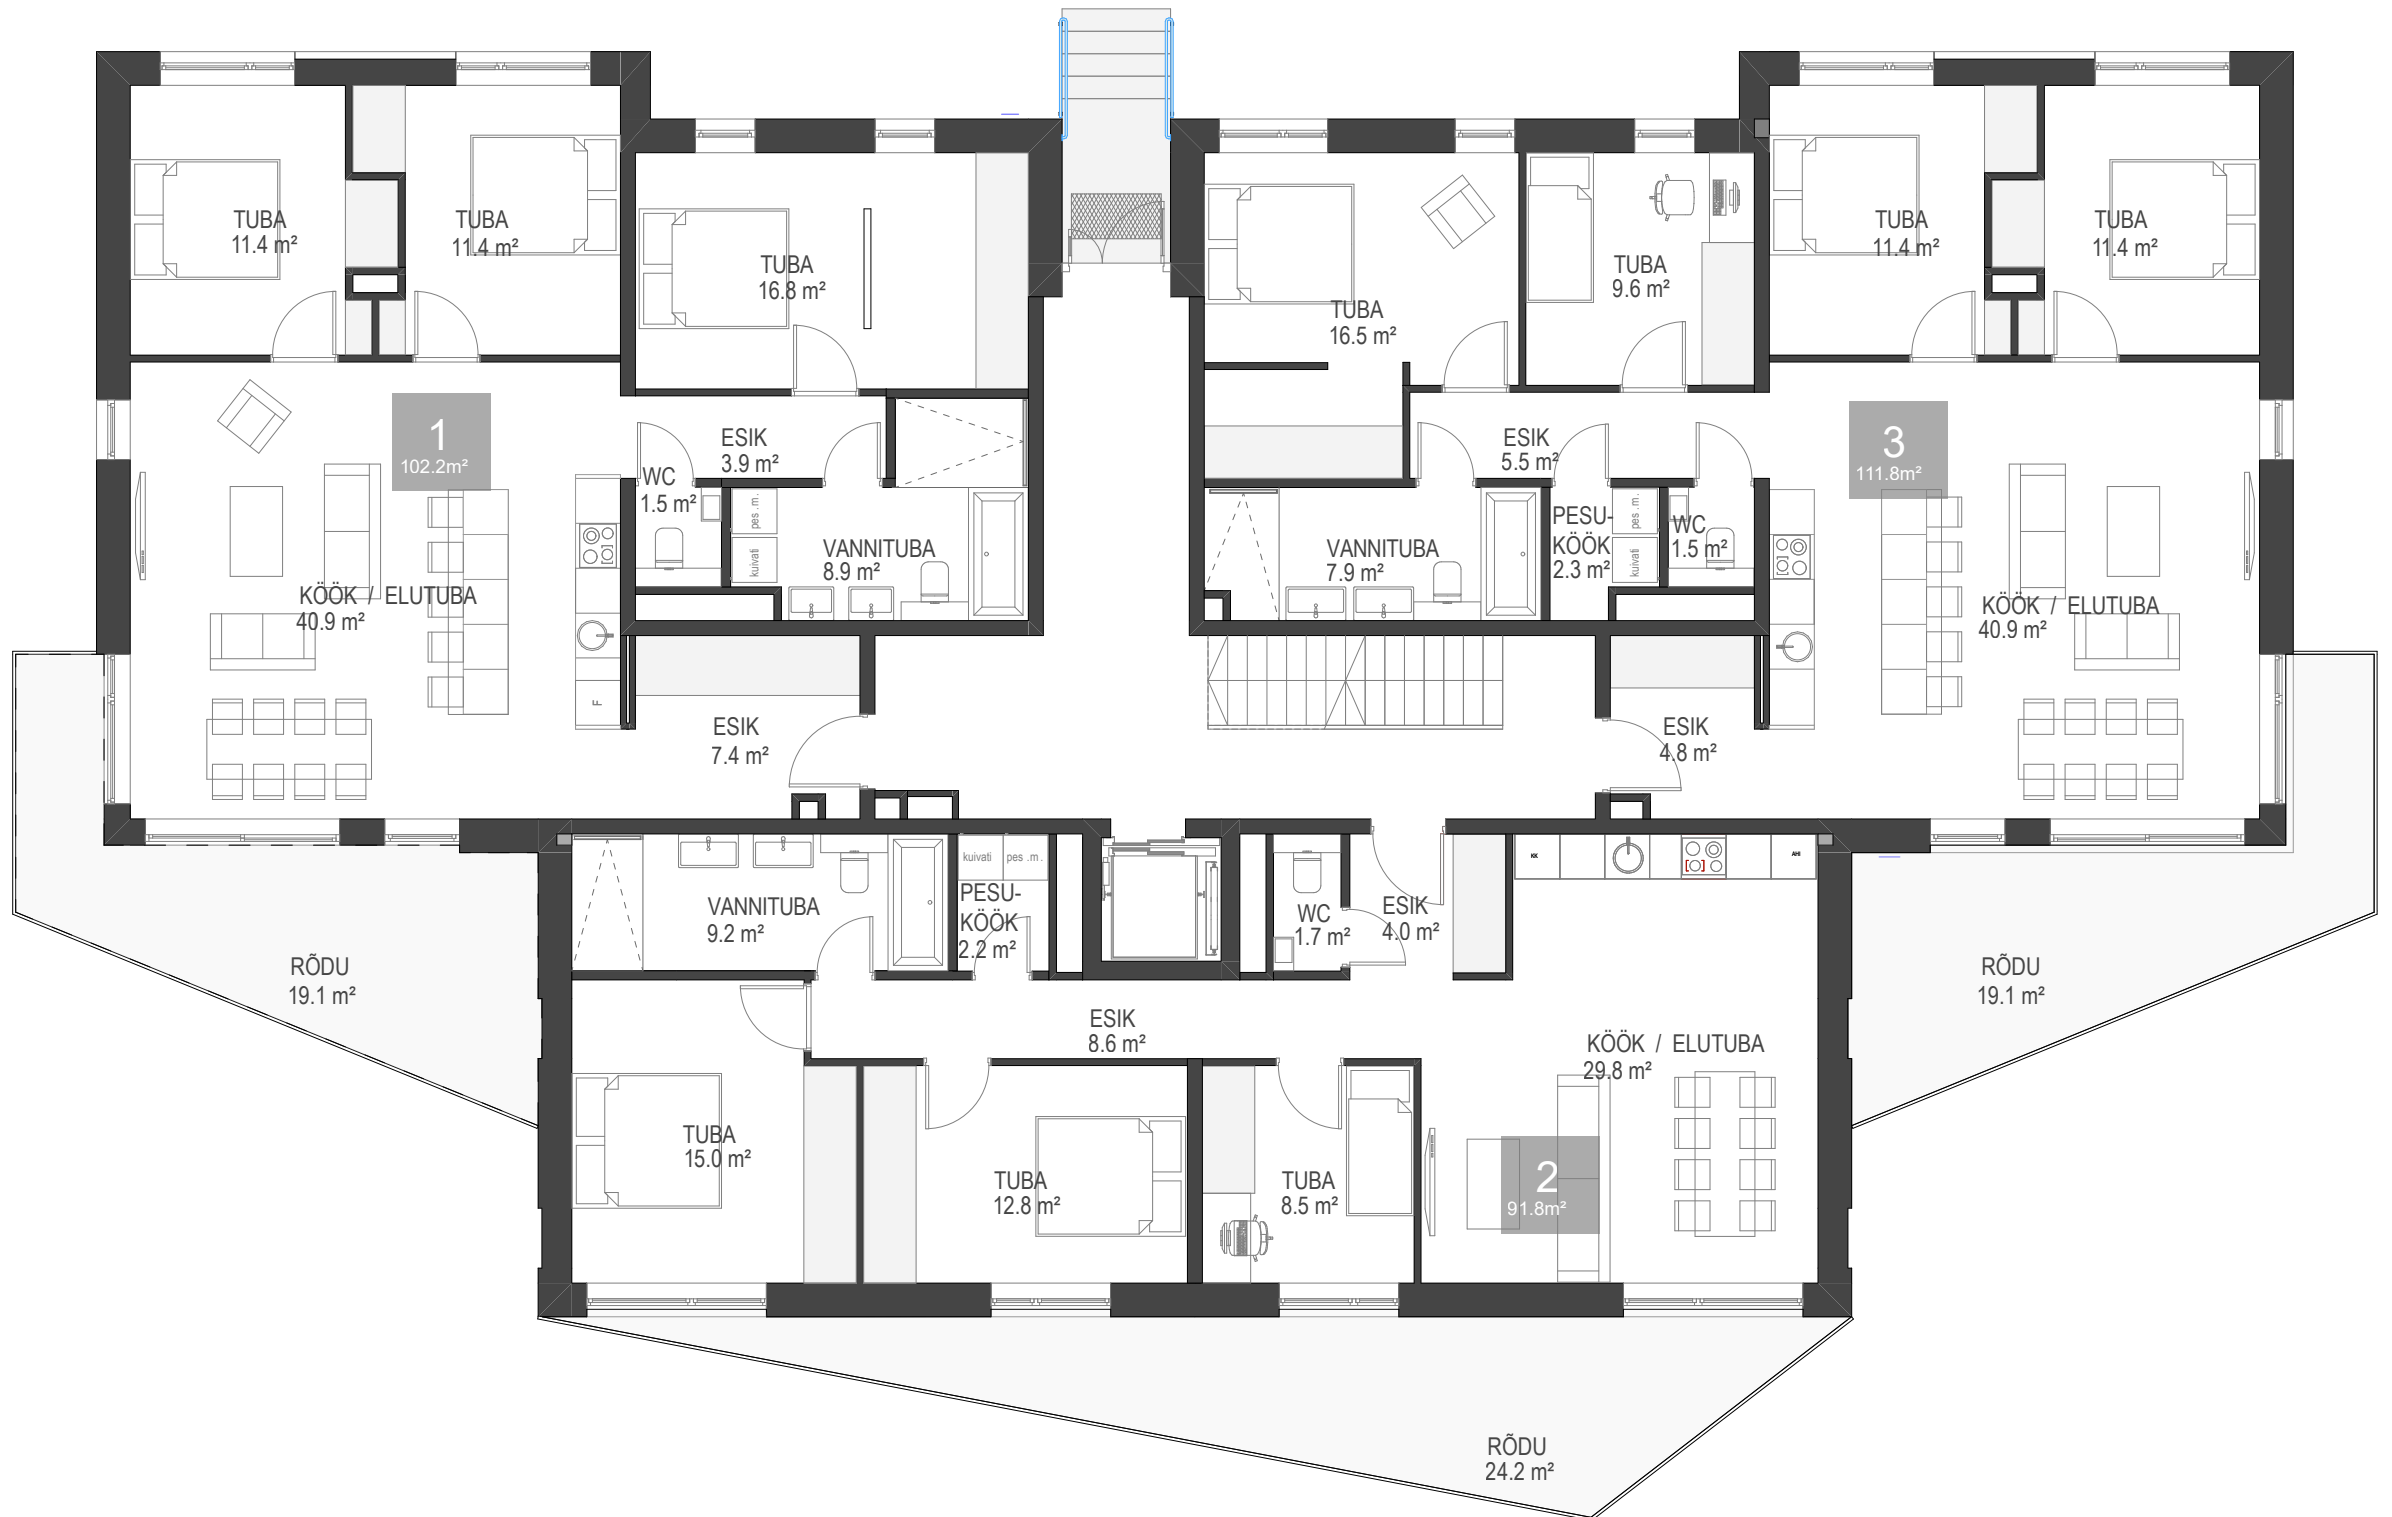 TUBA
11.4 m²
TUBA
11.4 m²
TUBA
16.8 m²
1
102.2m²
ESIK
3.9 m²
WC
1.5 m²
pes .m.
kuivati
VANNITUBA
8.9 m²
KÖÖK / ELUTUBA
40.9 m²
F
ESIK
7.4 m²
RÕDU
19.1 m²
TUBA
16.5 m²
TUBA
9.6 m²
TUBA
11.4 m²
TUBA
11.4 m²
ESIK
5.5 m²
3
111.8m²
VANNITUBA
7.9 m²
PESU-
KÖÖK
2.3 m²
pes .m.
kuivati
WC
1.5 m²
KÖÖK / ELUTUBA
40.9 m²
ESIK
4.8 m²
RÕDU
19.1 m²
VANNITUBA
9.2 m²
kuivati
pes .m.
PESU-
KÖÖK
2.2 m²
WC
1.7 m²
ESIK
4.0 m²
KK
AHI
ESIK
8.6 m²
KÖÖK / ELUTUBA
29.8 m²
TUBA
15.0 m²
TUBA
12.8 m²
TUBA
8.5 m²
2
91.8m²
RÕDU
24.2 m²